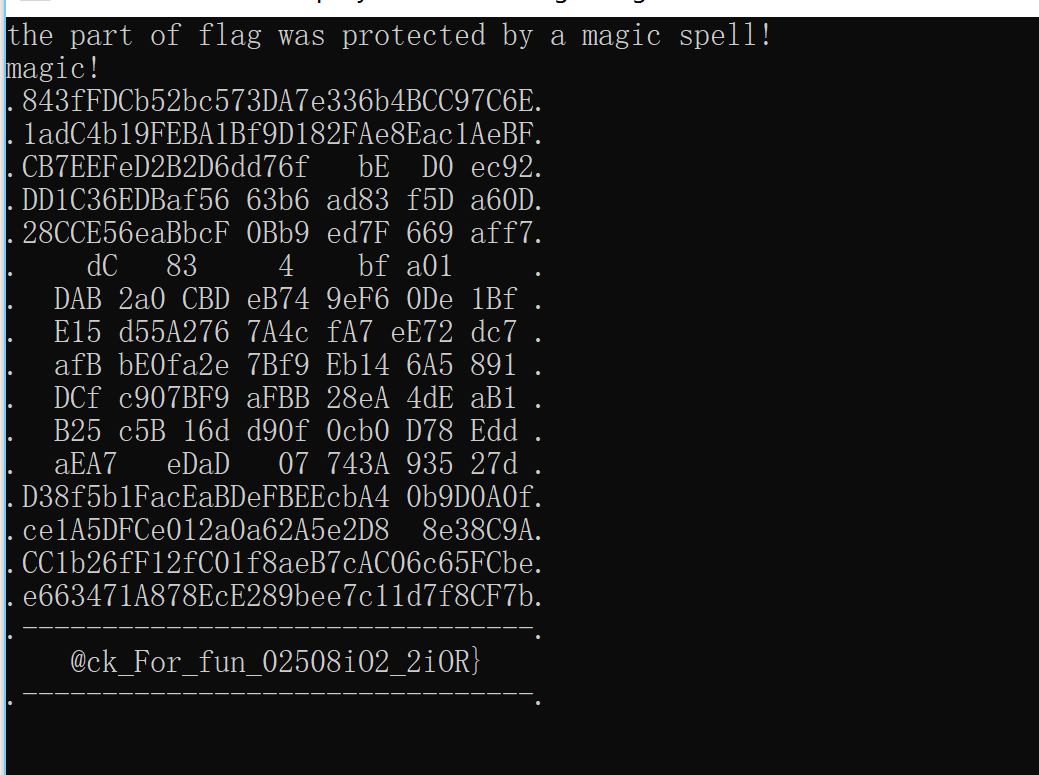 the part of flag was protected by a magic spell!
magic!
.843fFDCb52bc573DA7e336b4BCC97C6E.
.1adC4b19FEBA1Bf9D182FAe8Eac1AeBF.
.CB7EEFeD2B2D6dd76f   bE  D0 ec92.
.DD1C36EDBaf56 63b6 ad83 f5D a60D.
.28CCE56eaBbcF 0Bb9 ed7F 669 aff7.
.    dC   83     4    bf a01     .
.  DAB 2a0 CBD eB74 9eF6 0De 1Bf .
.  E15 d55A276 7A4c fA7 eE72 dc7 .
.  afB bE0fa2e 7Bf9 Eb14 6A5 891 .
.  DCf c907BF9 aFBB 28eA 4dE aB1 .
.  B25 c5B 16d d90f 0cb0 D78 Edd .
.  aEA7   eDaD   07 743A 935 27d .
.D38f5b1FacEaBDeFBEEcbA4 0b9D0A0f.
.ce1A5DFCe012a0a62A5e2D8  8e38C9A.
.CC1b26fF12fC01f8aeB7cAC06c65FCbe.
.e663471A878EcE289bee7c11d7f8CF7b.
.--------------------------------.
    @ck_For_fun_02508iO2_2iOR}
.--------------------------------.